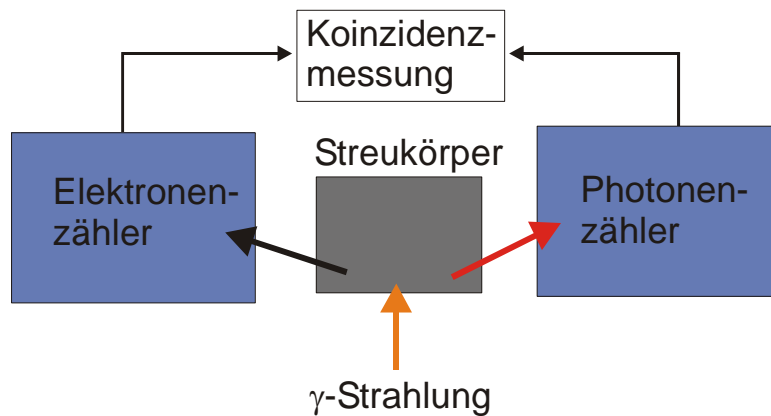 Koinzidenz-
messung
Streukörper
Elektronen-
zähler
Photonen-
zähler
γ-Strahlung